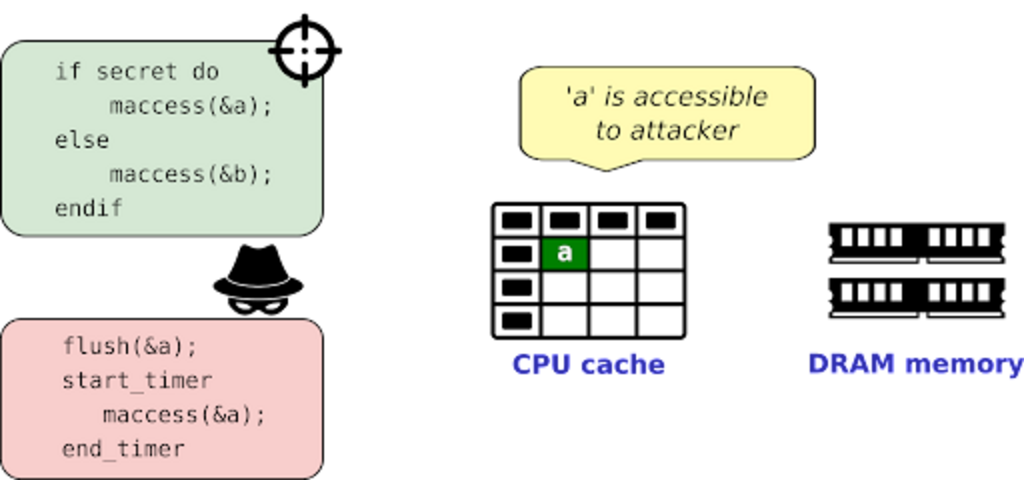 if secret do
    maccess(&a);
else
    maccess(&b);
endif
flush(&a);
start_timer
    maccess(&a);
end_timer
'a' is accessible
to attacker
a
CPU cache
DRAM memory